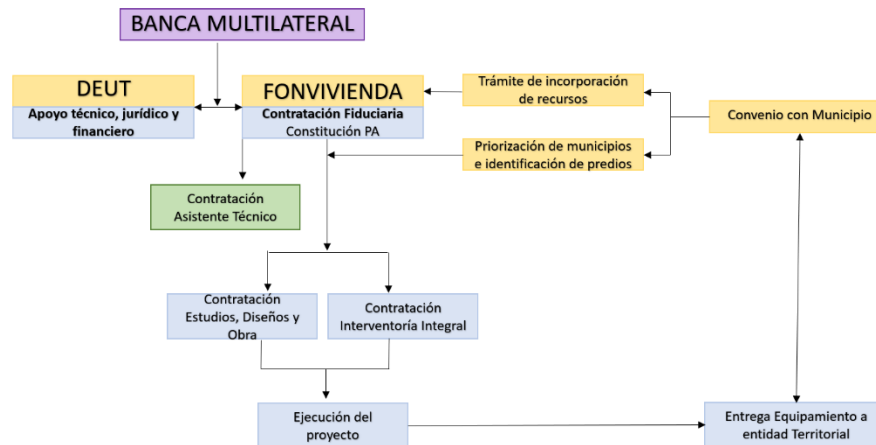 BANCA MULTILATERAL
DEUT
Apoyo técnico, jurídico y
financiero
FONVIVIENDA
Contratación Fiduciaria
Constitución PA
Trámite de incorporación
de recursos
Convenio con Municipio
Priorización de municipios
e identificación de predios
Contratación
Asistente Técnico
Contratación
Estudios, Diseños y
Obra
Contratación
Interventoría Integral
Ejecución del
proyecto
Entrega Equipamiento a
entidad Territorial